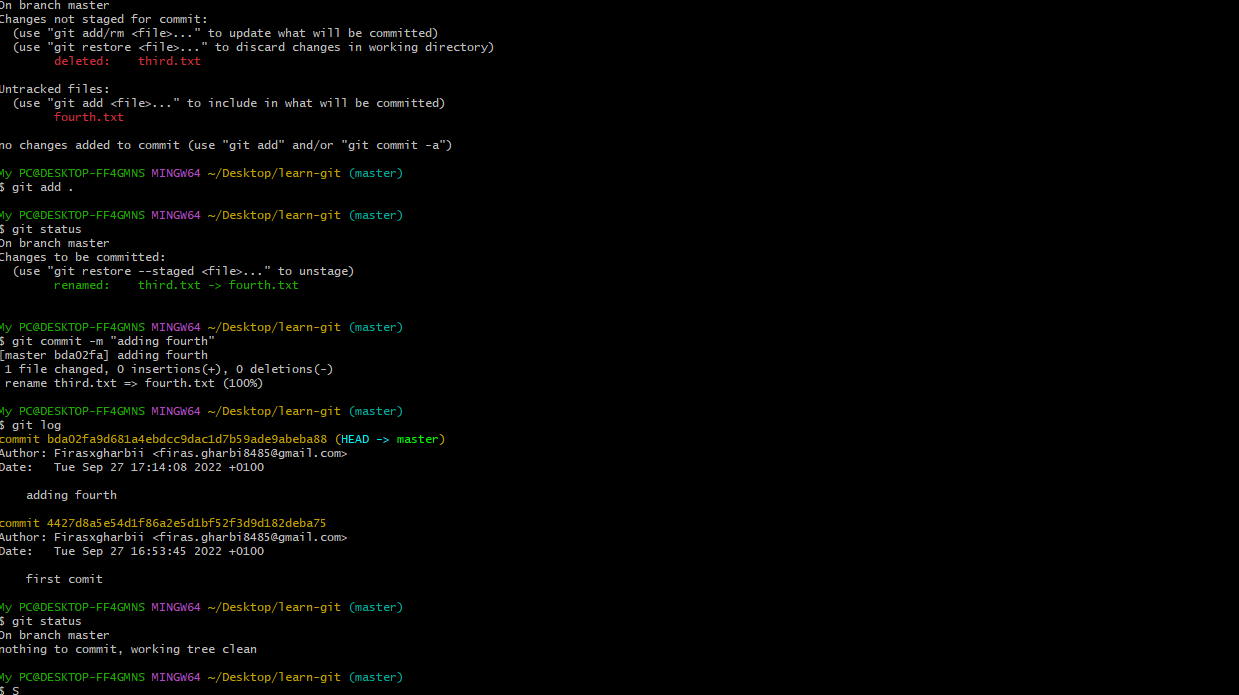 On branch master
Changes not staged for commit:
  (use "git add/rm <file>..." to update what will be committed)
  (use "git restore <file>..." to discard changes in working directory)
        deleted:    third.txt

Untracked files:
  (use "git add <file>..." to include in what will be committed)
        fourth.txt

no changes added to commit (use "git add" and/or "git commit -a")

My PC@DESKTOP-FF4GMNS MINGW64 ~/Desktop/learn-git (master)
$ git add .

My PC@DESKTOP-FF4GMNS MINGW64 ~/Desktop/learn-git (master)
$ git status
On branch master
Changes to be committed:
  (use "git restore --staged <file>..." to unstage)
        renamed:    third.txt -> fourth.txt


My PC@DESKTOP-FF4GMNS MINGW64 ~/Desktop/learn-git (master)
$ git commit -m "adding fourth"
[master bda02fa] adding fourth
 1 file changed, 0 insertions(+), 0 deletions(-)
 rename third.txt => fourth.txt (100%)

My PC@DESKTOP-FF4GMNS MINGW64 ~/Desktop/learn-git (master)
$ git log
commit bda02fa9d681a4ebdcc9dac1d7b59ade9abeba88 (HEAD -> master)
Author: Firasxgharbii <firas.gharbi8485@gmail.com>
Date:   Tue Sep 27 17:14:08 2022 +0100

    adding fourth

commit 4427d8a5e54d1f86a2e5d1bf52f3d9d182deba75
Author: Firasxgharbii <firas.gharbi8485@gmail.com>
Date:   Tue Sep 27 16:53:45 2022 +0100

    first comit

My PC@DESKTOP-FF4GMNS MINGW64 ~/Desktop/learn-git (master)
$ git status
On branch master
nothing to commit, working tree clean

My PC@DESKTOP-FF4GMNS MINGW64 ~/Desktop/learn-git (master)
$ S